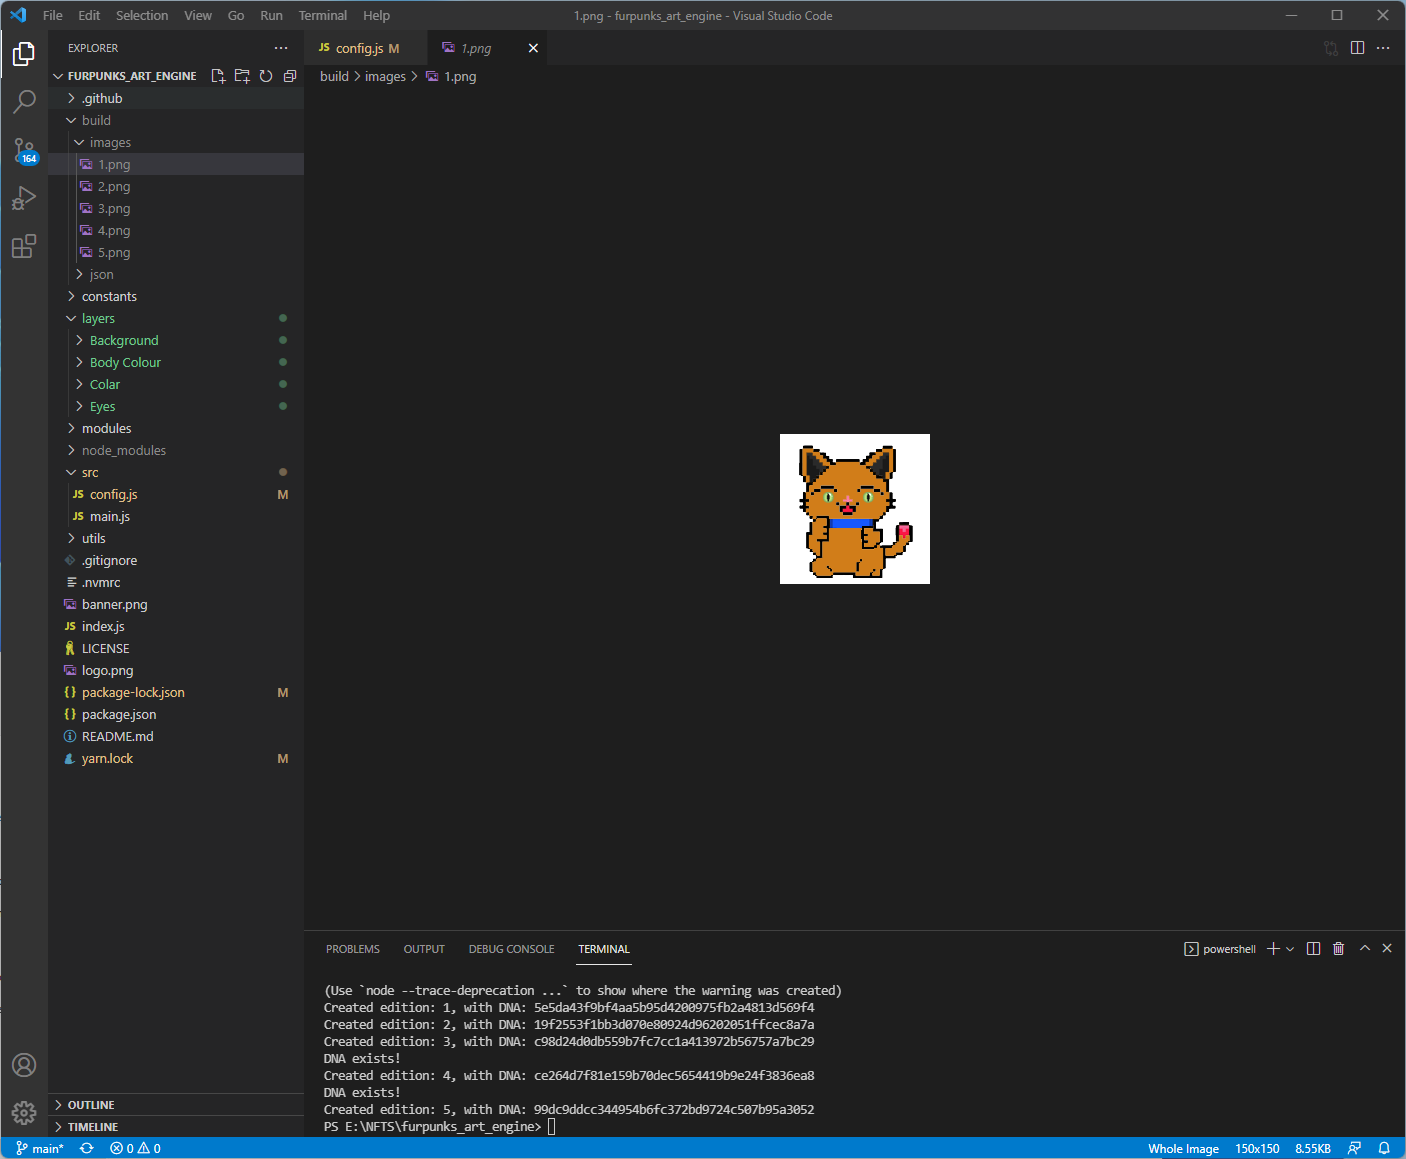 File Edit Selection View Go Run Terminal Help
1.png - furpunks_art_engine - Visual Studio Code
EXPLORER
FURPUNKS_ART_ENGINE
.github
build
images
1.png
2.png
3.png
4.png
5.png
json
constants
layers
Background
Body Colour
Colar
Eyes
modules
node_modules
src
JS config.js M
JS main.js
utils
.gitignore
.nvmrc
banner.png
JS index.js
LICENSE
logo.png
{} package-lock.json M
{} package.json
README.md
yarn.lock M
OUTLINE
TIMELINE
164
JS config.js M
1.png
build > images > 1.png
PROBLEMS OUTPUT DEBUG CONSOLE TERMINAL
powershell
(Use `node --trace-deprecation ...` to show where the warning was created)
Created edition: 1, with DNA: 5e5da43f9bf4aa5b95d4200975fb2a4813d569f4
Created edition: 2, with DNA: 19f2553f1bb3d070e80924d96202051ffcec8a7a
Created edition: 3, with DNA: c98d24d0db559b7fc7cc1a413972b56757a7bc29
DNA exists!
Created edition: 4, with DNA: ce264d7f81e159b70dec5654419b9e24f3836ea8
DNA exists!
Created edition: 5, with DNA: 99dc9ddcc344954b6fc372bd9724c507b95a3052
PS E:\NFTS\furpunks_art_engine>
main* 0 0
Whole Image 150x150 8.55KB